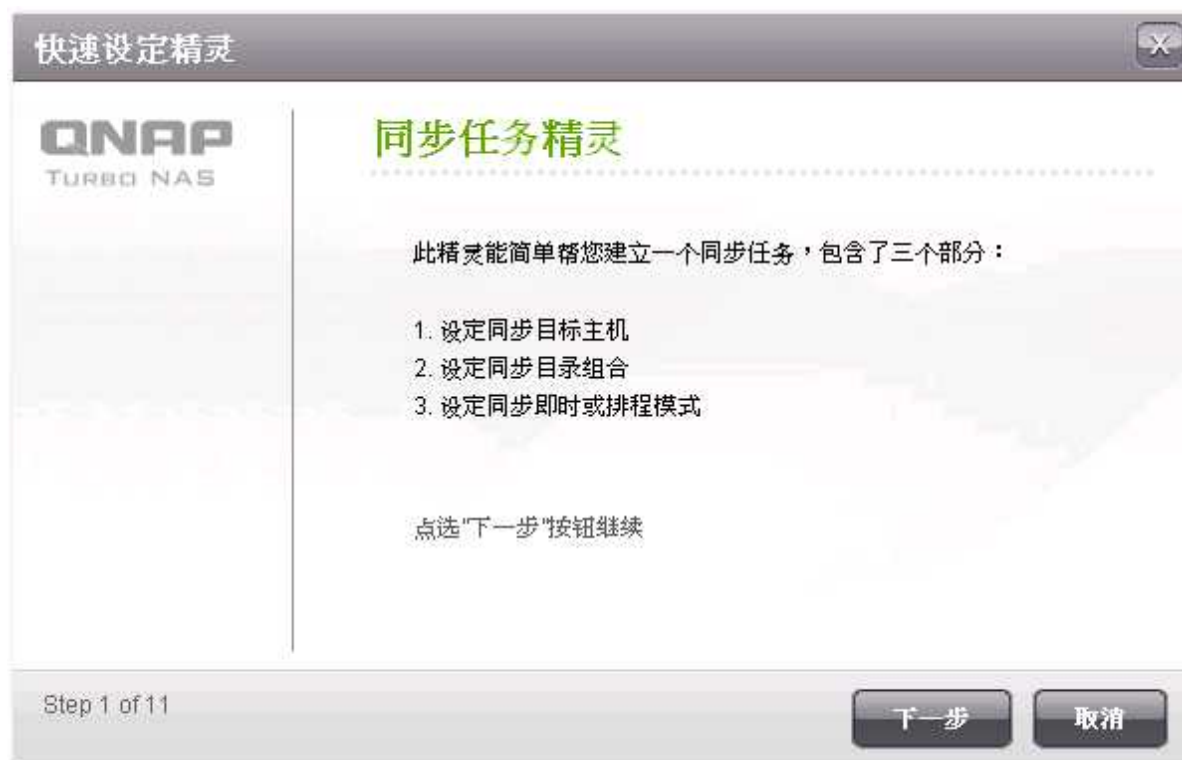 快速设定精灵
X
QNAP
TURBO NAS
同步任务精灵
此精灵能简单帮您建立一个同步任务，包含了三个部分：
1. 设定同步目标主机
2. 设定同步目录组合
3. 设定同步即时或排程模式
点选"下一步"按钮继续
Step 1 of 11
下一步
取消